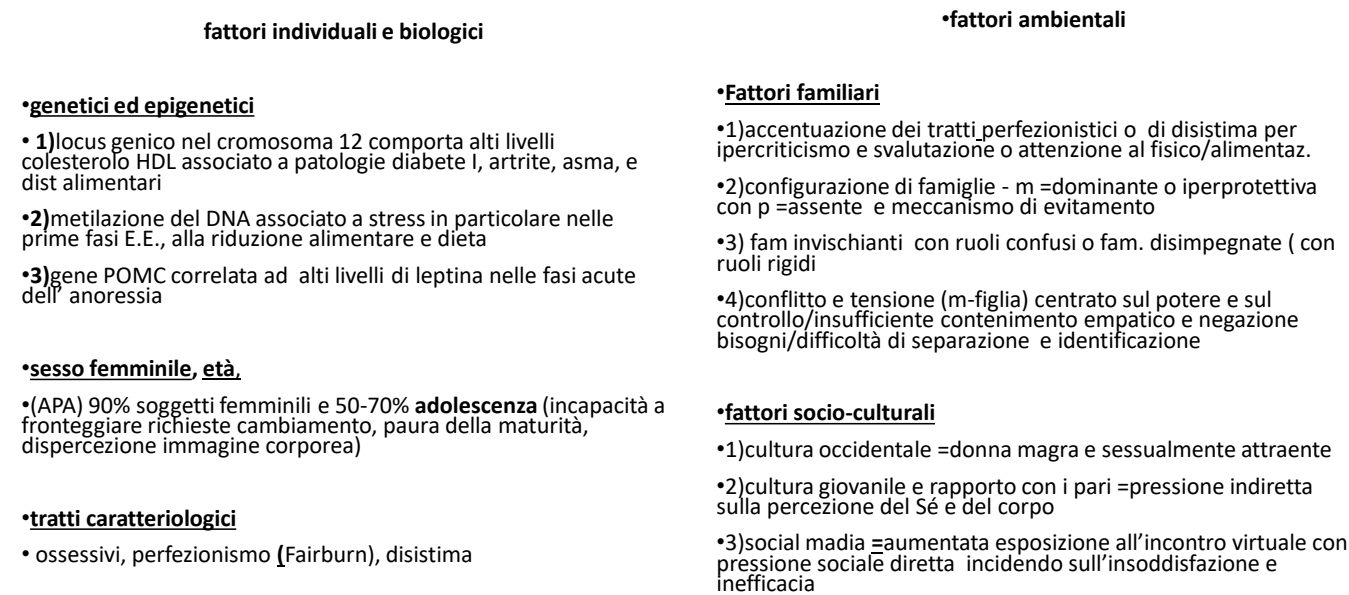 fattori individuali e biologici
•genetici ed epigenetici
• 1)locus genico nel cromosoma 12 comporta alti livelli
colesterolo HDL associato a patologie diabete I, artrite, asma, e
dist alimentari
•2)metilazione del DNA associato a stress in particolare nelle
prime fasi E.E., alla riduzione alimentare e dieta
•3)gene POMC correlata ad alti livelli di leptina nelle fasi acute
dell' anoressia
•sesso femminile, età,
•(APA) 90% soggetti femminili e 50-70% adolescenza (incapacità a
fronteggiare richieste cambiamento, paura della maturità,
dispercezione immagine corporea)
•tratti caratteriologici
• ossessivi, perfezionismo (Fairburn), disistima
•fattori ambientali
•Fattori familiari
•1)accentuazione dei tratti perfezionistici o di disistima per
ipercriticismo e svalutazione o attenzione al fisico/alimentaz.
•2)configurazione di famiglie - m =dominante o iperprotettiva
con p =assente e meccanismo di evitamento
•3) fam invischianti con ruoli confusi o fam. disimpegnate ( con
ruoli rigidi
•4)conflitto e tensione (m-figlia) centrato sul potere e sul
controllo/insufficiente contenimento empatico e negazione
bisogni/difficoltà di separazione e identificazione
•fattori socio-culturali
•1)cultura occidentale =donna magra e sessualmente attraente
•2)cultura giovanile e rapporto con i pari =pressione indiretta
sulla percezione del Sé e del corpo
•3)social madia =aumentata esposizione all'incontro virtuale con
pressione sociale diretta incidendo sull'insoddisfazione e
inefficacia